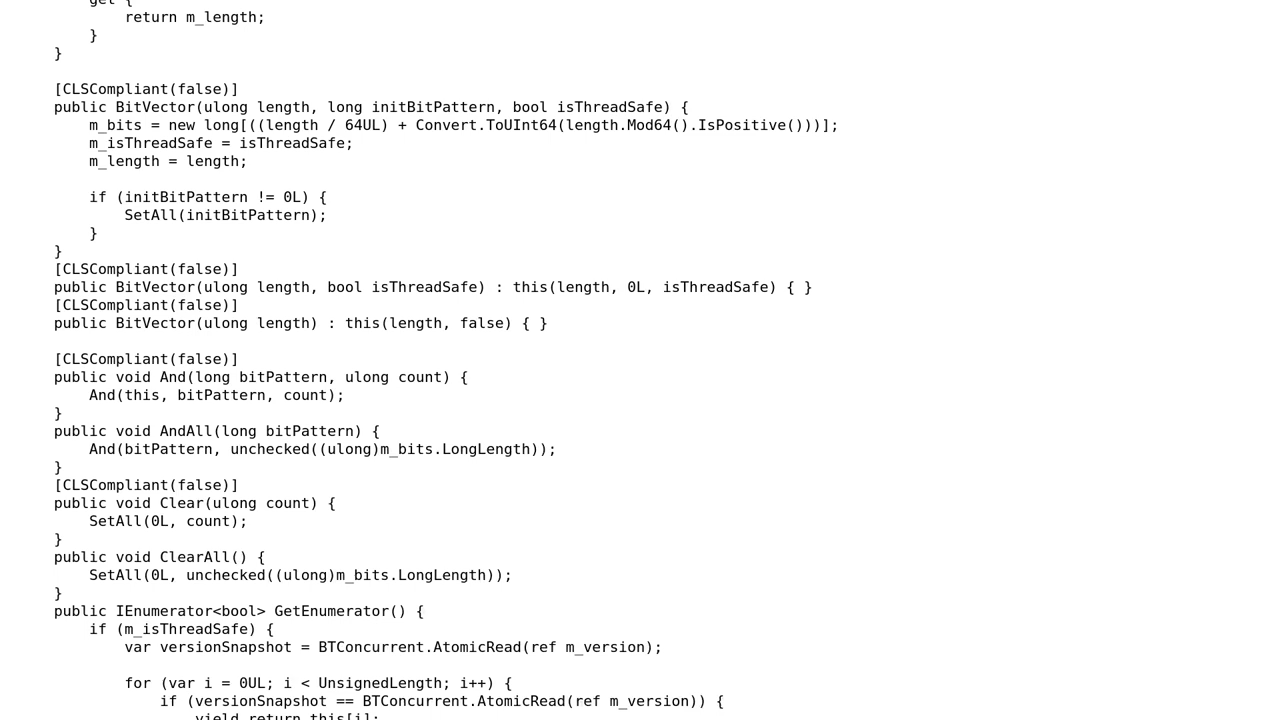 get {
return m_length;
}
}
[CLSCompliant(false)]
public BitVector(ulong length, long initBitPattern, bool isThreadSafe) {
m_bits = new long[((length / 64UL) + Convert.ToUInt64(length.Mod64().IsPositive()))];
m_isThreadSafe = isThreadSafe;
m_length = length;
if (initBitPattern != 0L) {
SetAll(initBitPattern);
}
}
[CLSCompliant(false)]
public BitVector(ulong length, bool isThreadSafe) : this(length, 0L, isThreadSafe) { }
[CLSCompliant(false)]
public BitVector(ulong length) : this(length, false) { }
[CLSCompliant(false)]
public void And(long bitPattern, ulong count) {
And(this, bitPattern, count);
}
public void AndAll(long bitPattern) {
And(bitPattern, unchecked((ulong)m_bits.LongLength));
}
[CLSCompliant(false)]
public void Clear(ulong count) {
SetAll(0L, count);
}
public void ClearAll() {
SetAll(0L, unchecked((ulong)m_bits.LongLength));
}
public IEnumerator<bool> GetEnumerator() {
if (m_isThreadSafe) {
var versionSnapshot = BTConcurrent.AtomicRead(ref m_version);
for (var i = 0UL; i < UnsignedLength; i++) {
if (versionSnapshot == BTConcurrent.AtomicRead(ref m_version)) {
yield return this[i];